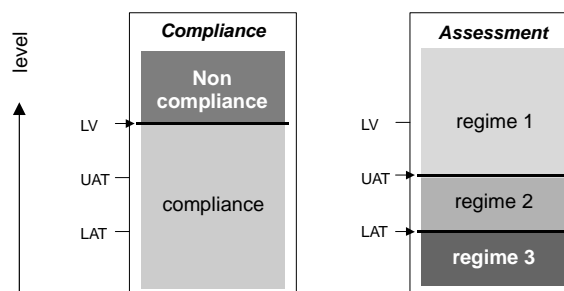 level
Compliance
Non
compliance
LV
UAT
compliance
LAT
Assessment
LV
regime 1
UAT
regime 2
LAT
regime 3